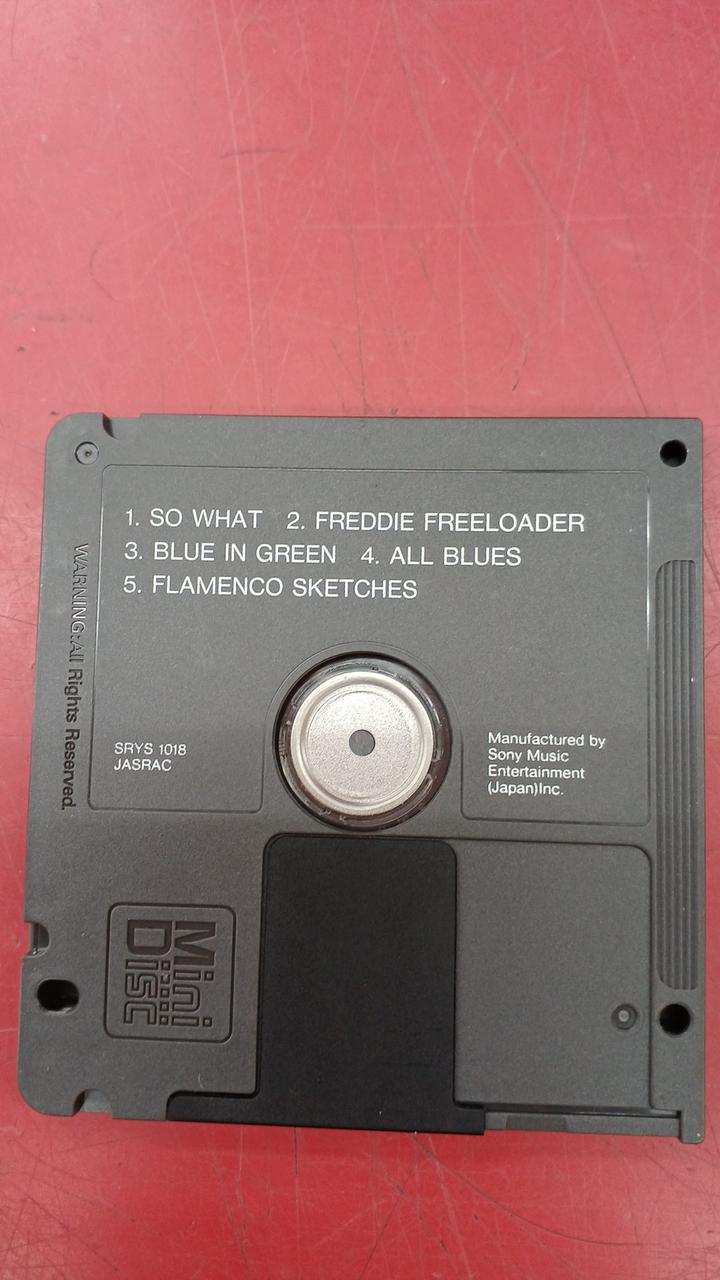 1. SO WHAT 2. FREDDIE FREELOADER
3. BLUE IN GREEN 4. ALL BLUES
5. FLAMENCO SKETCHES
WARNING:All Rights Reserved.
SRYS 1018
JASRAC
Manufactured by
Sony Music
Entertainment
(Japan)Inc.
Mini
Disc